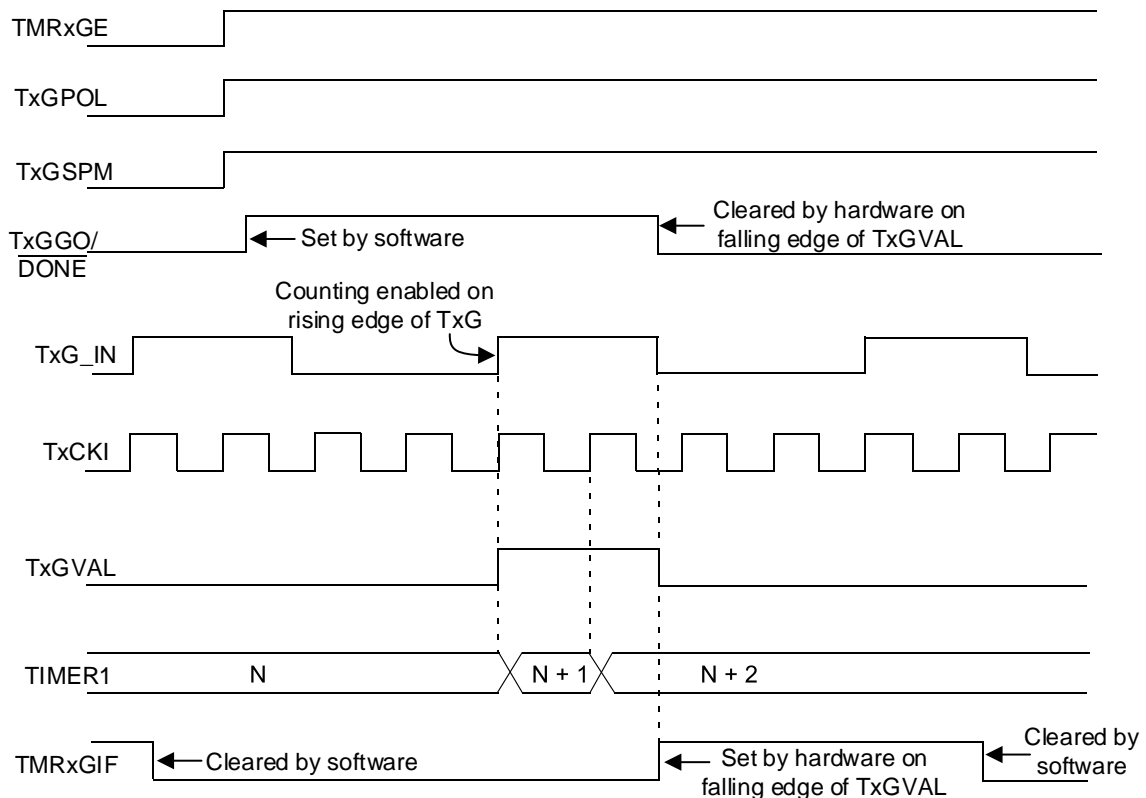 TMRxGE
TxGPOL
TxGSPM
TxGGO/
DONE
Set by software
Cleared by hardware on
falling edge of TxGVAL
Counting enabled on
rising edge of TxG
TxG_IN
TxCKI
TxGVAL
TIMER1
N
N + 1
N + 2
TMRxGIF
Cleared by software
Set by hardware on
falling edge of TxGVAL
Cleared by
software